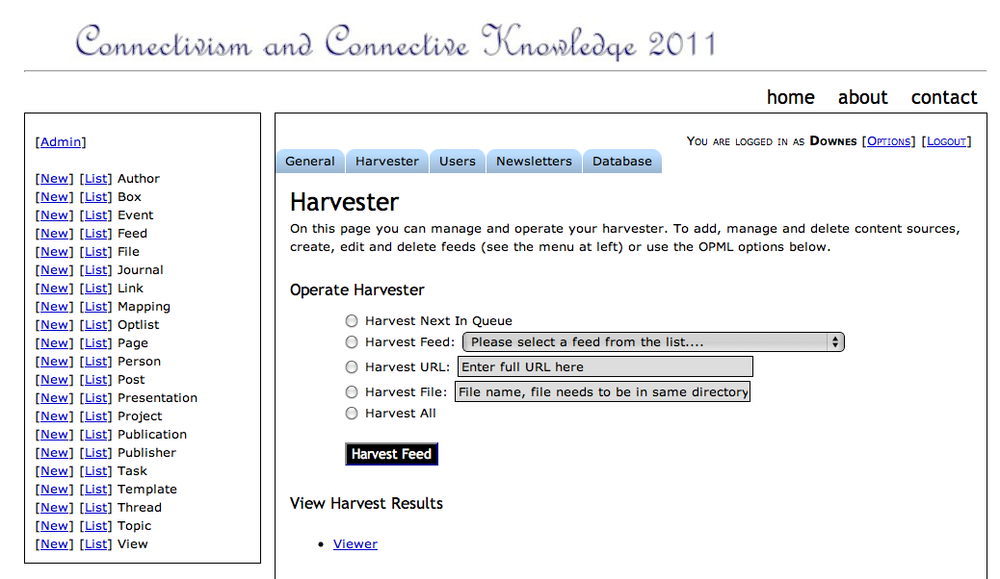 Connectivism and Connective Knowledge 2011
home about contact
[Admin]
[New] [List] Author
[New] [List] Box
[New] [List] Event
[New] [List] Feed
[New] [List] File
[New] [List] Journal
[New] [List] Link
[New] [List] Mapping
[New] [List] Optlist
[New] [List] Page
[New] [List] Person
[New] [List] Post
[New] [List] Presentation
[New] [List] Project
[New] [List] Publication
[New] [List] Publisher
[New] [List] Task
[New] [List] Template
[New] [List] Thread
[New] [List] Topic
[New] [List] View
You are logged in as Downes [Options] [Logout]
General Harvester Users Newsletters Database
Harvester
On this page you can manage and operate your harvester. To add, manage and delete content sources,
create, edit and delete feeds (see the menu at left) or use the OPML options below.
Operate Harvester
Harvest Next In Queue
Harvest Feed: Please select a feed from the list....
Harvest URL: Enter full URL here
Harvest File: File name, file needs to be in same directory
Harvest All
Harvest Feed
View Harvest Results
• Viewer